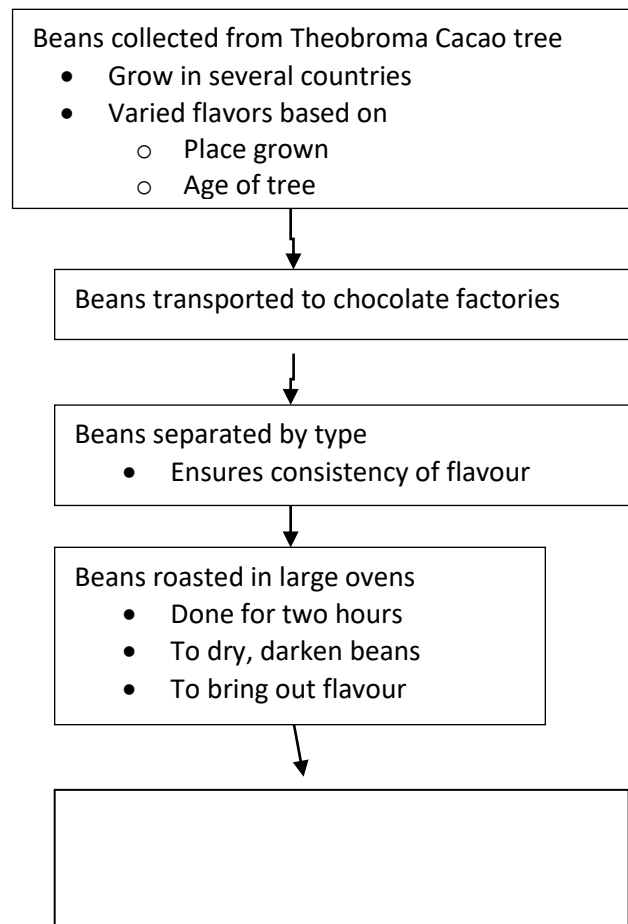 Beans collected from Theobroma Cacao tree
• Grow in several countries
• Varied flavors based on
o Place grown
o Age of tree
Beans transported to chocolate factories
Beans separated by type
• Ensures consistency of flavour
Beans roasted in large ovens
• Done for two hours
• To dry, darken beans
• To bring out flavour